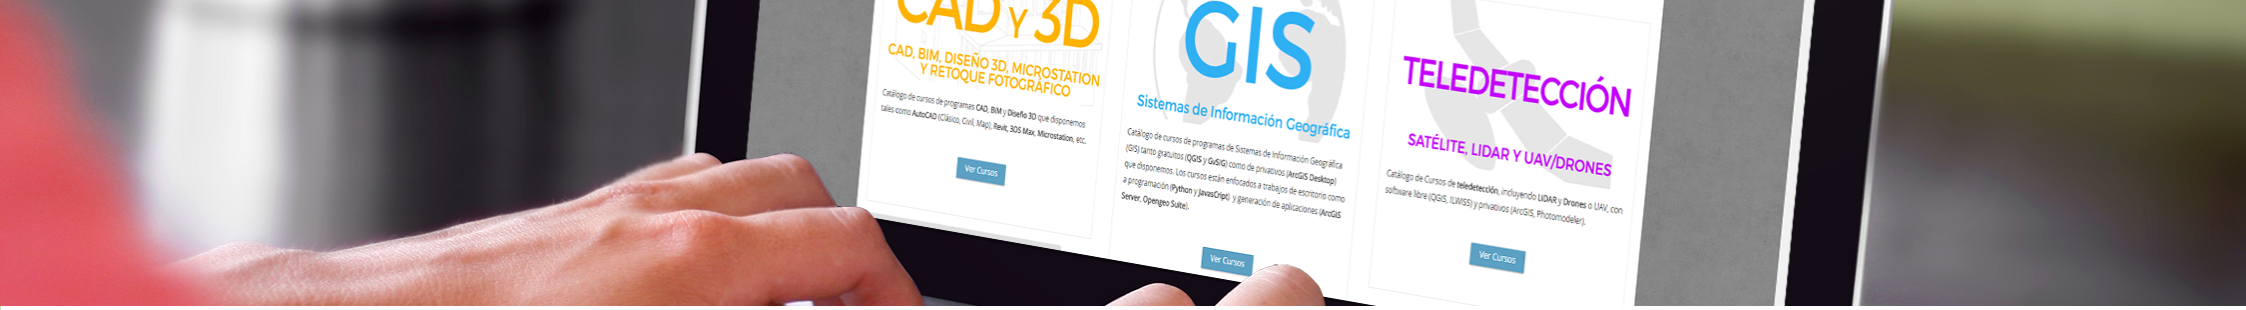 CAD Y 3D
CAD, BIM, DISEÑO 3D, MICROSTATION
Y RETOQUE FOTOGRÁFICO
Catálogo de cursos de programas CAD, BIM y Diseño 3D que disponemos
tales como AutoCAD (Clásico, Civil, Map), Revit, 3DS Max, Microstation, etc.
Ver Cursos
GIS
Sistemas de Información Geográfica
Catálogo de cursos de programas de Sistemas de Información Geográfica
(GIS) tanto gratuitos (QGIS y GvSIG) como de privativos (ArcGIS Desktop)
que disponemos. Los cursos están enfocados a trabajos de escritorio como
a programación (Python y JavaScript) y generación de aplicaciones (ArcGIS
Server, Opengeo Suite).
Ver Cursos
TELEDETECCIÓN
SATÉLITE, LIDAR Y UAV/DRONES
Catálogo de Cursos de teledetección, incluyendo LiDAR y Drones o UAV, con
software libre (QGIS, ILWISS) y privativos (ArcGIS, Photomodeler).
Ver Cursos